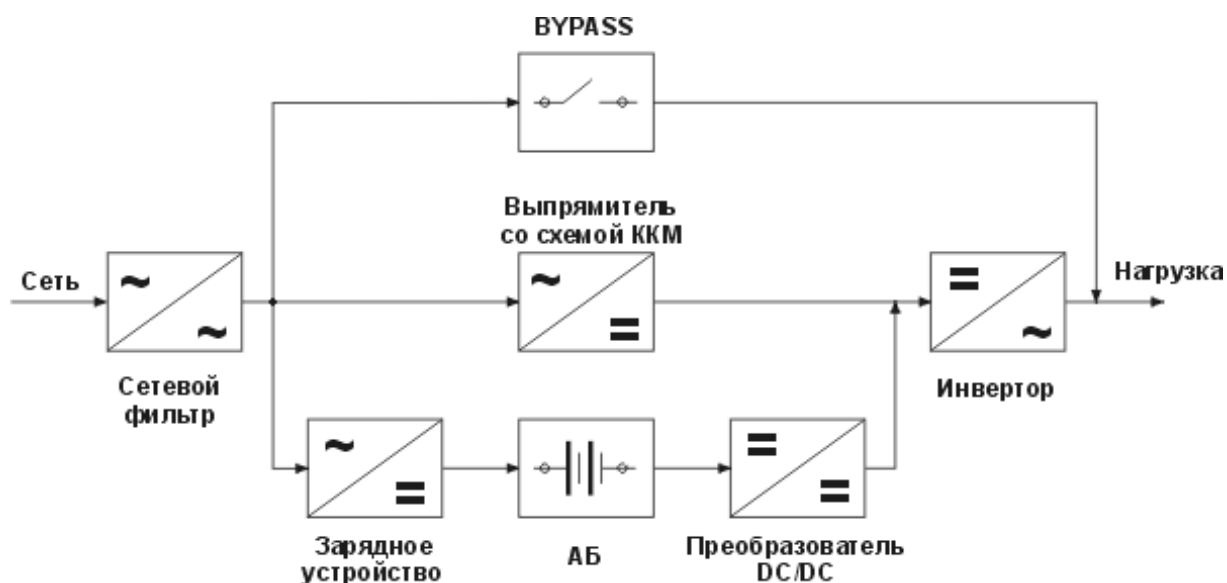 BYPASS
Выпрямитель
со схемой ККМ
Сеть
Нагрузка
~
~
~
=
=
~
Сетевой
фильтр
Инвертор
~
=
=
=
Зарядное
устройство
АБ
Преобразователь
DC/DC